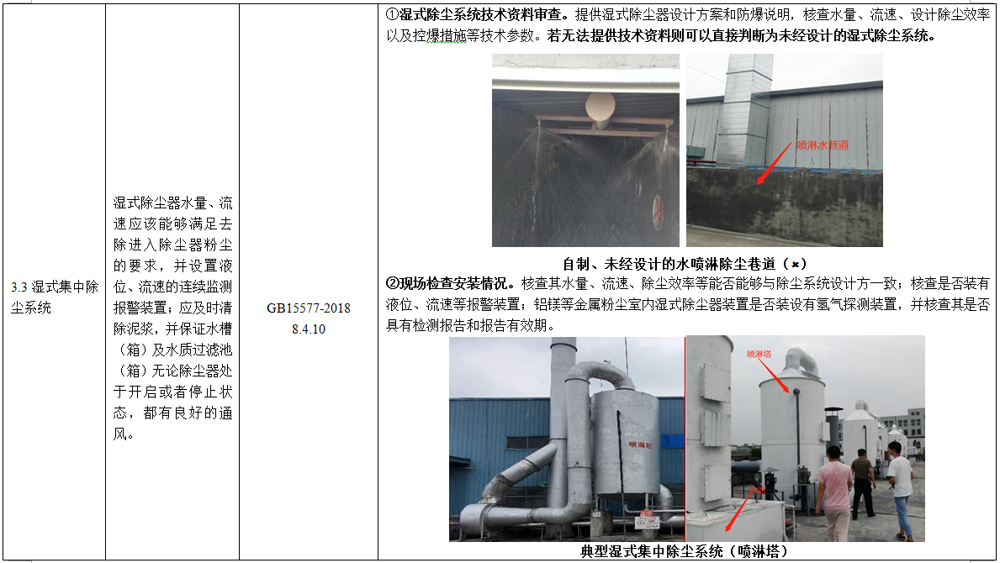 3.3 湿式集中除
尘系统
湿式除尘器水量、流
速应该能够满足去
除进入除尘器粉尘
的要求，并设置液
位、流速的连续监测
报警装置；应及时清
除泥浆，并保证水槽
（箱）及水质过滤池
（箱）无论除尘器处
于开启或者停止状
态，都有良好的通
风。
GB15577-2018
8.4.10
①湿式除尘系统技术资料审查。提供湿式除尘器设计方案和防爆说明，核查水量、流速、设计除尘效率
以及控爆措施等技术参数。若无法提供技术资料则可以直接判断为未经设计的湿式除尘系统。
喷淋水巷道
自制、未经设计的水喷淋除尘巷道（×）
②现场检查安装情况。核查其水量、流速、除尘效率等能否能够与除尘系统设计方一致；核查是否装有
液位、流速等报警装置；铝镁等金属粉尘室内湿式除尘器装置是否装设有氢气探测装置，并核查其是否
具有检测报告和报告有效期。
喷淋塔
喷淋塔
典型湿式集中除尘系统（喷淋塔）